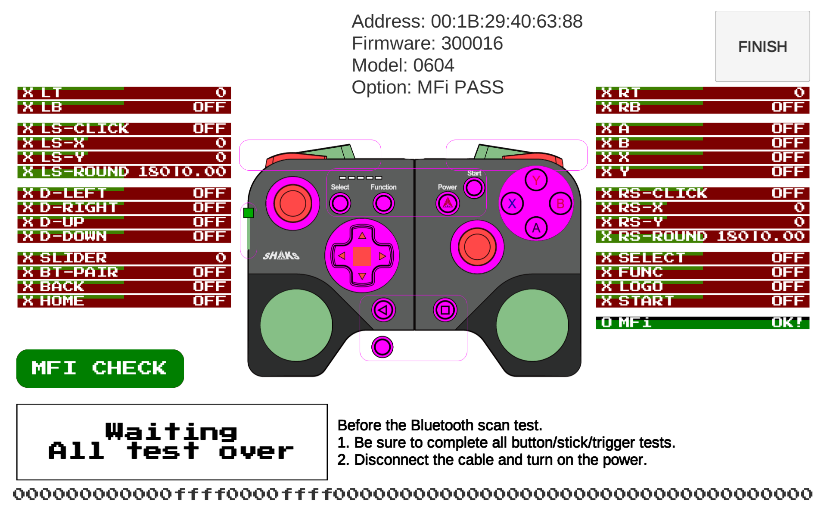 Address: 00:1B:29:40:63:88
Firmware: 300016
Model: 0604
Option: MFi PASS
FINISH
X LT 0
X LB OFF
X LS-CLICK OFF
X LS-X 0
X LS-Y 0
X LS-ROUND 180|0.00
X D-LEFT OFF
X D-RIGHT OFF
X D-UP OFF
X D-DOWN OFF
X SLIDER 0
X BT-PAIR OFF
X BACK OFF
X HOME OFF
Select
Function
Power
Start
Y
X
B
A
SHAKS
X RT 0
X RB OFF
X A OFF
X B OFF
X X OFF
X Y OFF
X RS-CLICK OFF
X RS-X 0
X RS-Y 0
X RS-ROUND 180|0.00
X SELECT OFF
X FUNC OFF
X LOGO OFF
X START OFF
O MFi OK!
MFI CHECK
Waiting
All test over
Before the Bluetooth scan test.
1. Be sure to complete all button/stick/trigger tests.
2. Disconnect the cable and turn on the power.
000000000000ffff0000ffff000000000000000000000000000000000000